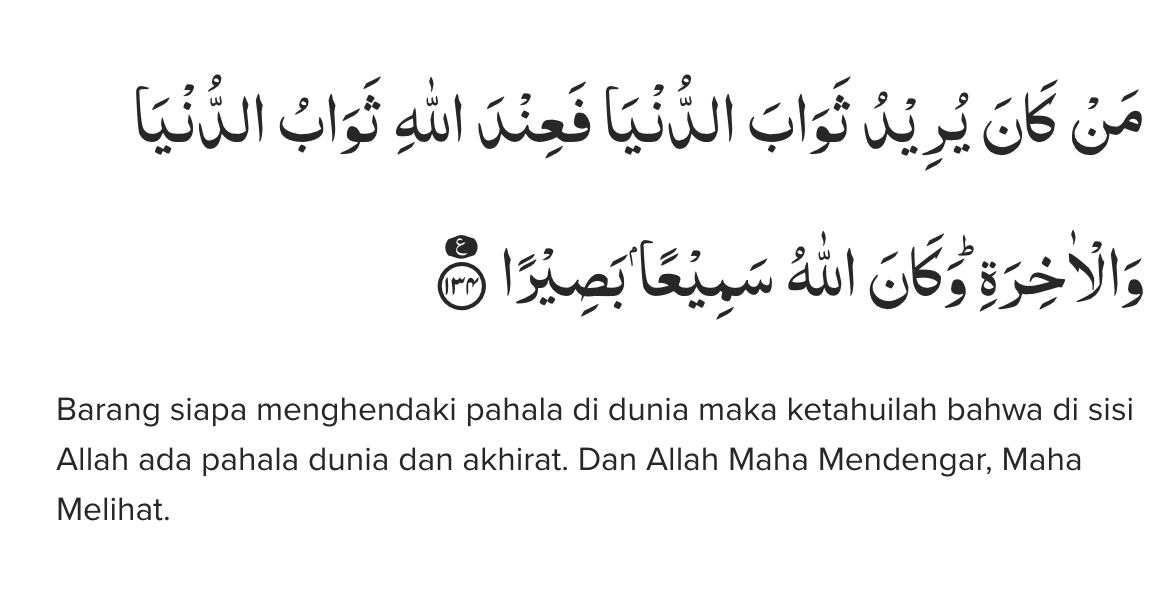 مَنْ كَانَ يُرِيْدُ ثَوَابَ الدُّنْيَا فَعِنْدَ اللّٰهِ ثَوَابُ الدُّنْيَا
وَالْاٰخِرَةِ ۗوَكَانَ اللّٰهُ سَمِيْعًاۢ بَصِيْرًا ࣖ ١٣٤
Barang siapa menghendaki pahala di dunia maka ketahuilah bahwa di sisi
Allah ada pahala dunia dan akhirat. Dan Allah Maha Mendengar, Maha
Melihat.